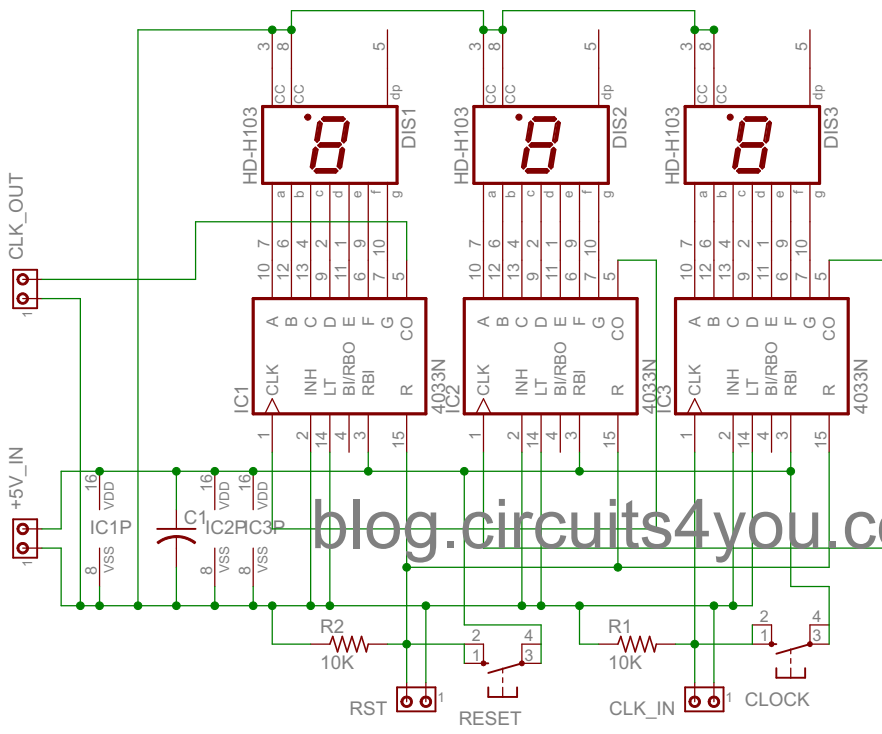 3 8 5 3 8 5 3 8 5
CC CC dp CC CC dp CC CC dp
HD-H103 DIS1 HD-H103 DIS2 HD-H103 DIS3
a b c d e f g a b c d e f g a b c d e f g
CLK_OUT
7 6 4 2 1 9 10 7 6 4 2 1 9 10 7 6 4 2 1 9 10
10 12 13 9 11 6 7 5 10 12 13 9 11 6 7 5 10 12 13 9 11 6 7 5
1
A B C D E F G CO A B C D E F G CO A B C D E F G CO
CLK INH LT BI/RBO RBI R CLK INH LT BI/RBO RBI R CLK INH LT BI/RBO RBI R
IC1 4033N IC2 4033N IC3 4033N
1 2 14 4 3 15 1 2 14 4 3 15 1 2 14 4 3 15
+5V_IN
16 VDD 16 VDD 16 VDD
IC1P C1 IC2P IC3P
blog.circuits4you.co
1
8 VSS 8 VSS 8 VSS
R2 2 4 R1 2 4
10K 1 3 10K 1 3
RST 1 RESET CLK_IN 1 CLOCK